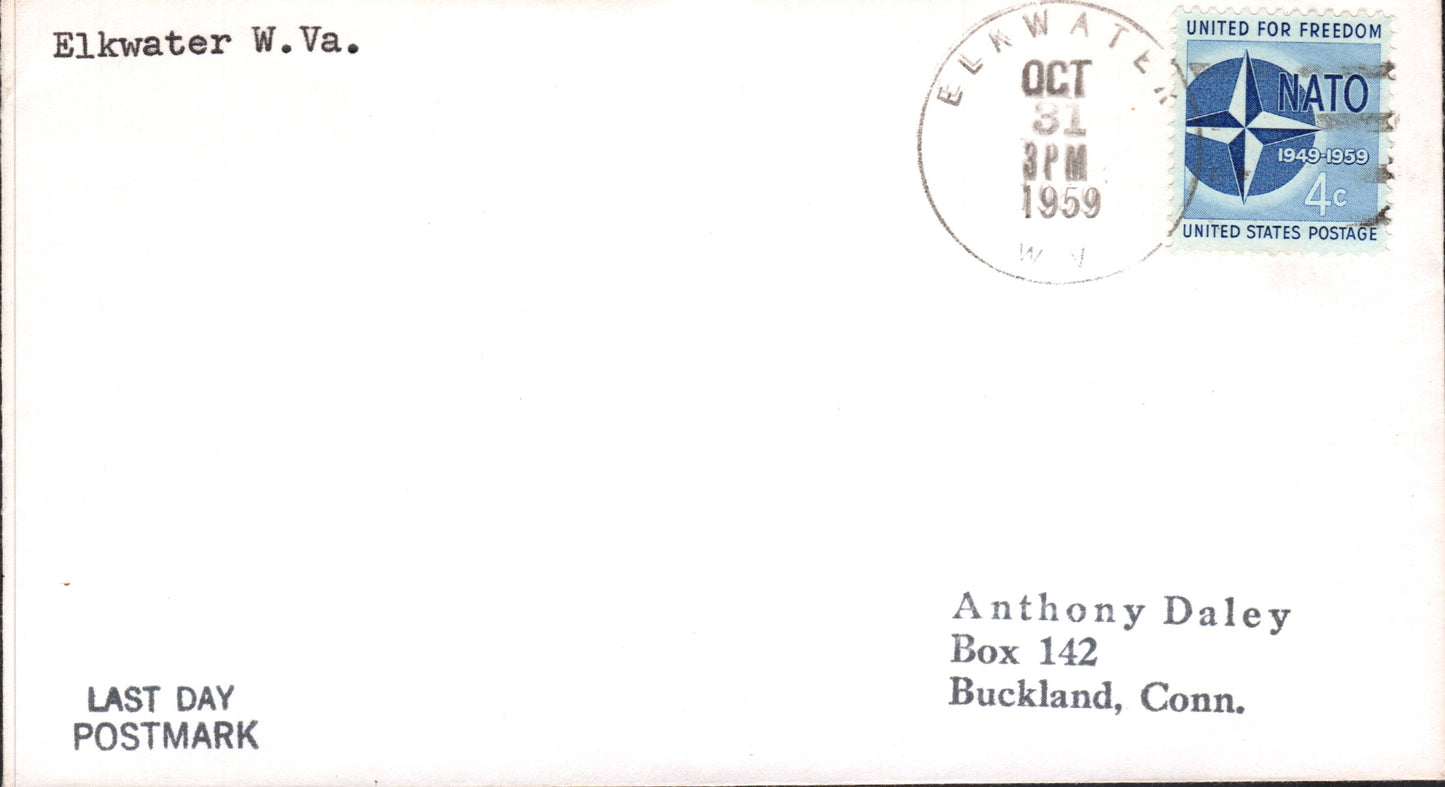 Elkwater W.Va.
ELKWATER
OCT
31
3PM
1959
W V
UNITED FOR FREEDOM
NATO
1949-1959
4c
UNITED STATES POSTAGE
Anthony Daley
Box 142
Buckland, Conn.
LAST DAY
POSTMARK